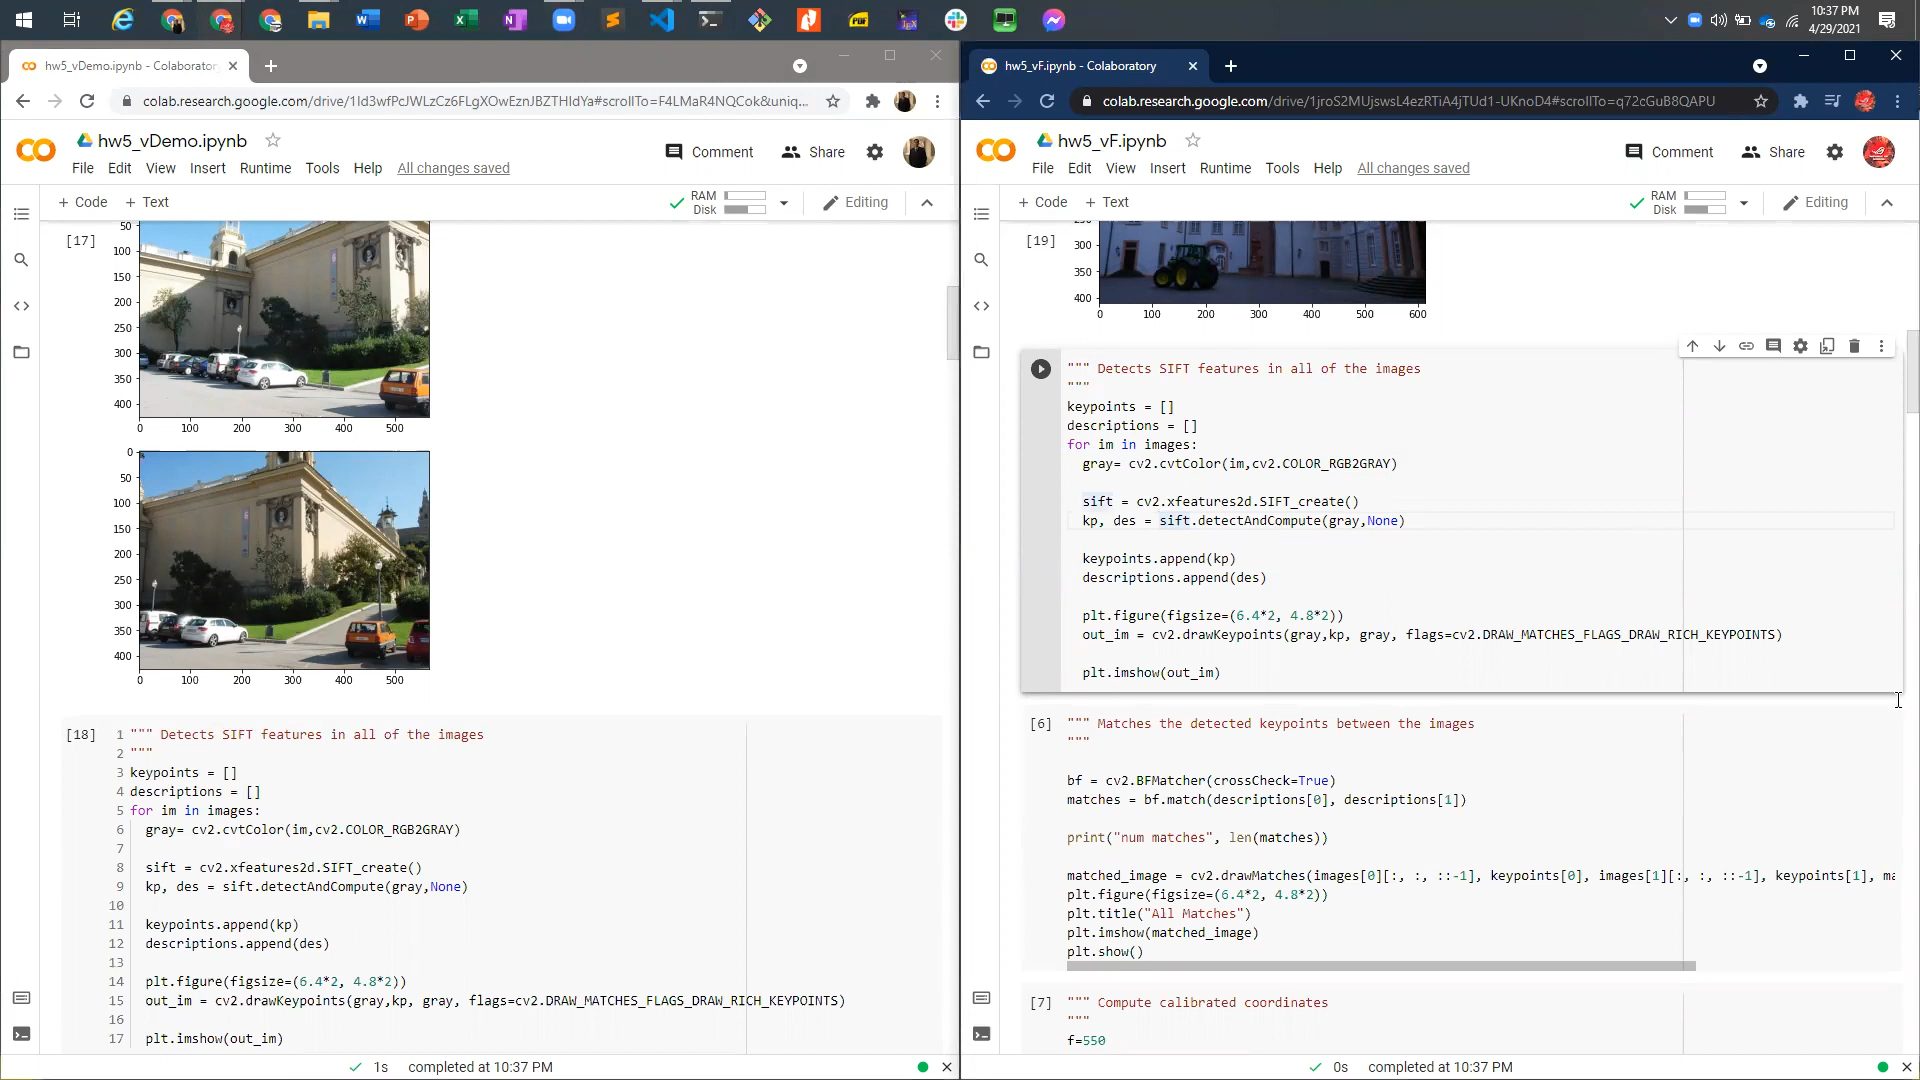 10:37 PM
4/29/2021
hw5_vDemo.ipynb - Colaborator
colab.research.google.com/drive/1Id3wfPcJWLzCz6FLgXOwEznJBZTHIdYa#scrollTo=F4LMaR4NQCok&uniq...
hw5_vDemo.ipynb
Comment
Share
File Edit View Insert Runtime Tools Help All changes saved
+ Code + Text
RAM
Disk
Editing
[17]
50
100
150
200
250
300
350
400
0 100 200 300 400 500
0
50
100
150
200
250
300
350
400
0 100 200 300 400 500
[18]
1 """ Detects SIFT features in all of the images
2 """
3 keypoints = []
4 descriptions = []
5 for im in images:
6 gray= cv2.cvtColor(im,cv2.COLOR_RGB2GRAY)
7
8 sift = cv2.xfeatures2d.SIFT_create()
9 kp, des = sift.detectAndCompute(gray,None)
10
11 keypoints.append(kp)
12 descriptions.append(des)
13
14 plt.figure(figsize=(6.4*2, 4.8*2))
15 out_im = cv2.drawKeypoints(gray,kp, gray, flags=cv2.DRAW_MATCHES_FLAGS_DRAW_RICH_KEYPOINTS)
16
17 plt.imshow(out_im)
1s completed at 10:37 PM
hw5_vF.ipynb - Colaboratory
colab.research.google.com/drive/1jroS2MUjswsL4ezRTiA4jTUd1-UKnoD4#scrollTo=q72cGuB8QAPU
hw5_vF.ipynb
Comment
Share
File Edit View Insert Runtime Tools Help All changes saved
+ Code + Text
RAM
Disk
Editing
[19]
300
350
400
0 100 200 300 400 500 600
""" Detects SIFT features in all of the images
"""
keypoints = []
descriptions = []
for im in images:
gray= cv2.cvtColor(im,cv2.COLOR_RGB2GRAY)
sift = cv2.xfeatures2d.SIFT_create()
kp, des = sift.detectAndCompute(gray,None)
keypoints.append(kp)
descriptions.append(des)
plt.figure(figsize=(6.4*2, 4.8*2))
out_im = cv2.drawKeypoints(gray,kp, gray, flags=cv2.DRAW_MATCHES_FLAGS_DRAW_RICH_KEYPOINTS)
plt.imshow(out_im)
[6]
""" Matches the detected keypoints between the images
"""
bf = cv2.BFMatcher(crossCheck=True)
matches = bf.match(descriptions[0], descriptions[1])
print("num matches", len(matches))
matched_image = cv2.drawMatches(images[0][:, :, ::-1], keypoints[0], images[1][:, :, ::-1], keypoints[1], ma
plt.figure(figsize=(6.4*2, 4.8*2))
plt.title("All Matches")
plt.imshow(matched_image)
plt.show()
[7]
""" Compute calibrated coordinates
"""
f=550
0s completed at 10:37 PM